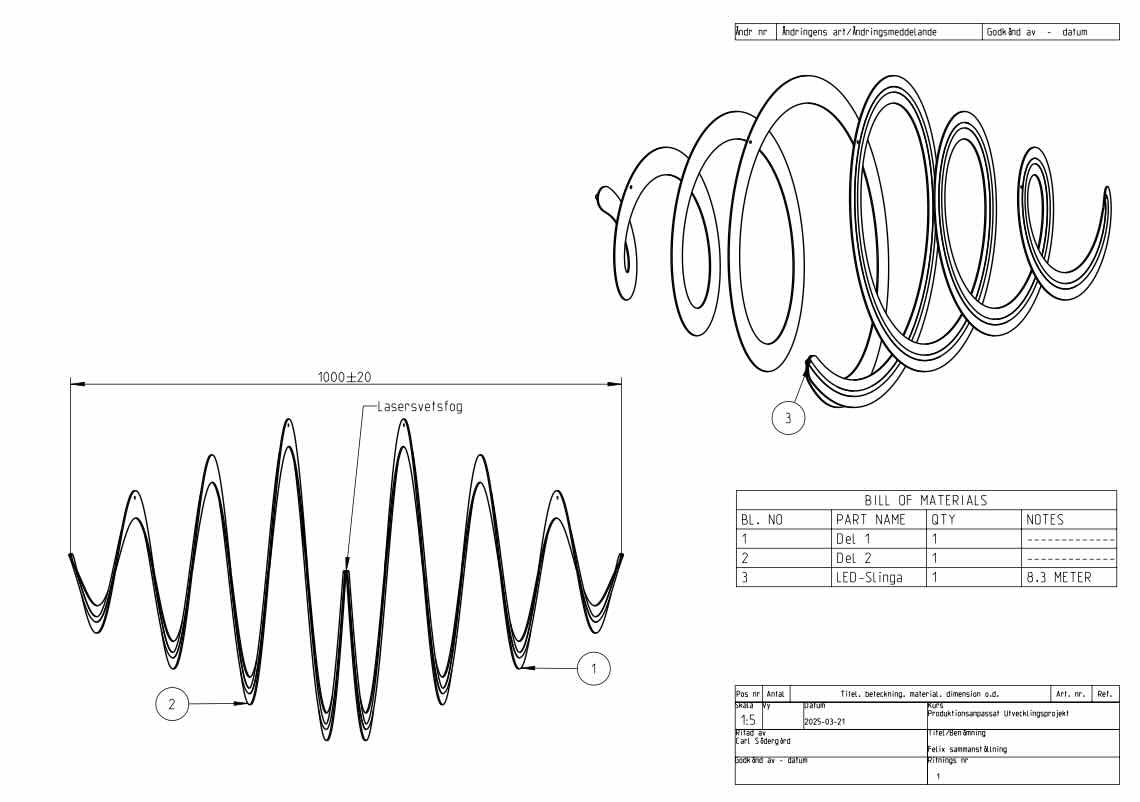 Ändr nr Ändringens art/Ändringsmeddelande Godkänd av - datum
1000±20
Lasersvetsfog
3
1
2
BILL OF MATERIALS
BL. NO PART NAME QTY NOTES
1 Del 1 1 -------------
2 Del 2 1 -------------
3 LED-Slinga 1 8.3 METER
Pos nr Antal Titel, beteckning, material, dimension o.d. Art. nr. Ref.
Skala Vy Datum Kurs
Produktionsanpassat Utvecklingsprojekt
1:5 2025-03-21
Ritad av Titel/Benämning
Carl Södergård
Felix sammanställning
Godkänd av - datum Ritnings nr
1